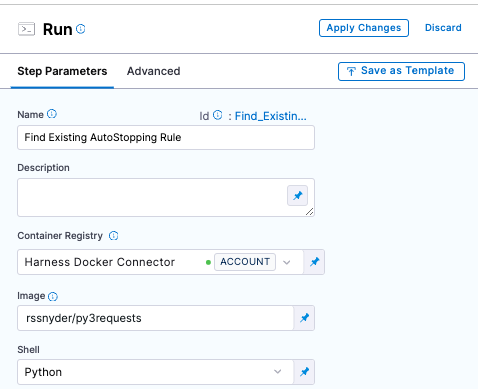 Run
Apply Changes
Discard
Step Parameters
Advanced
Save as Template
Name
Id : Find_Existin...
Find Existing AutoStopping Rule
Description
Container Registry
Harness Docker Connector
ACCOUNT
Image
rssnyder/py3requests
Shell
Python